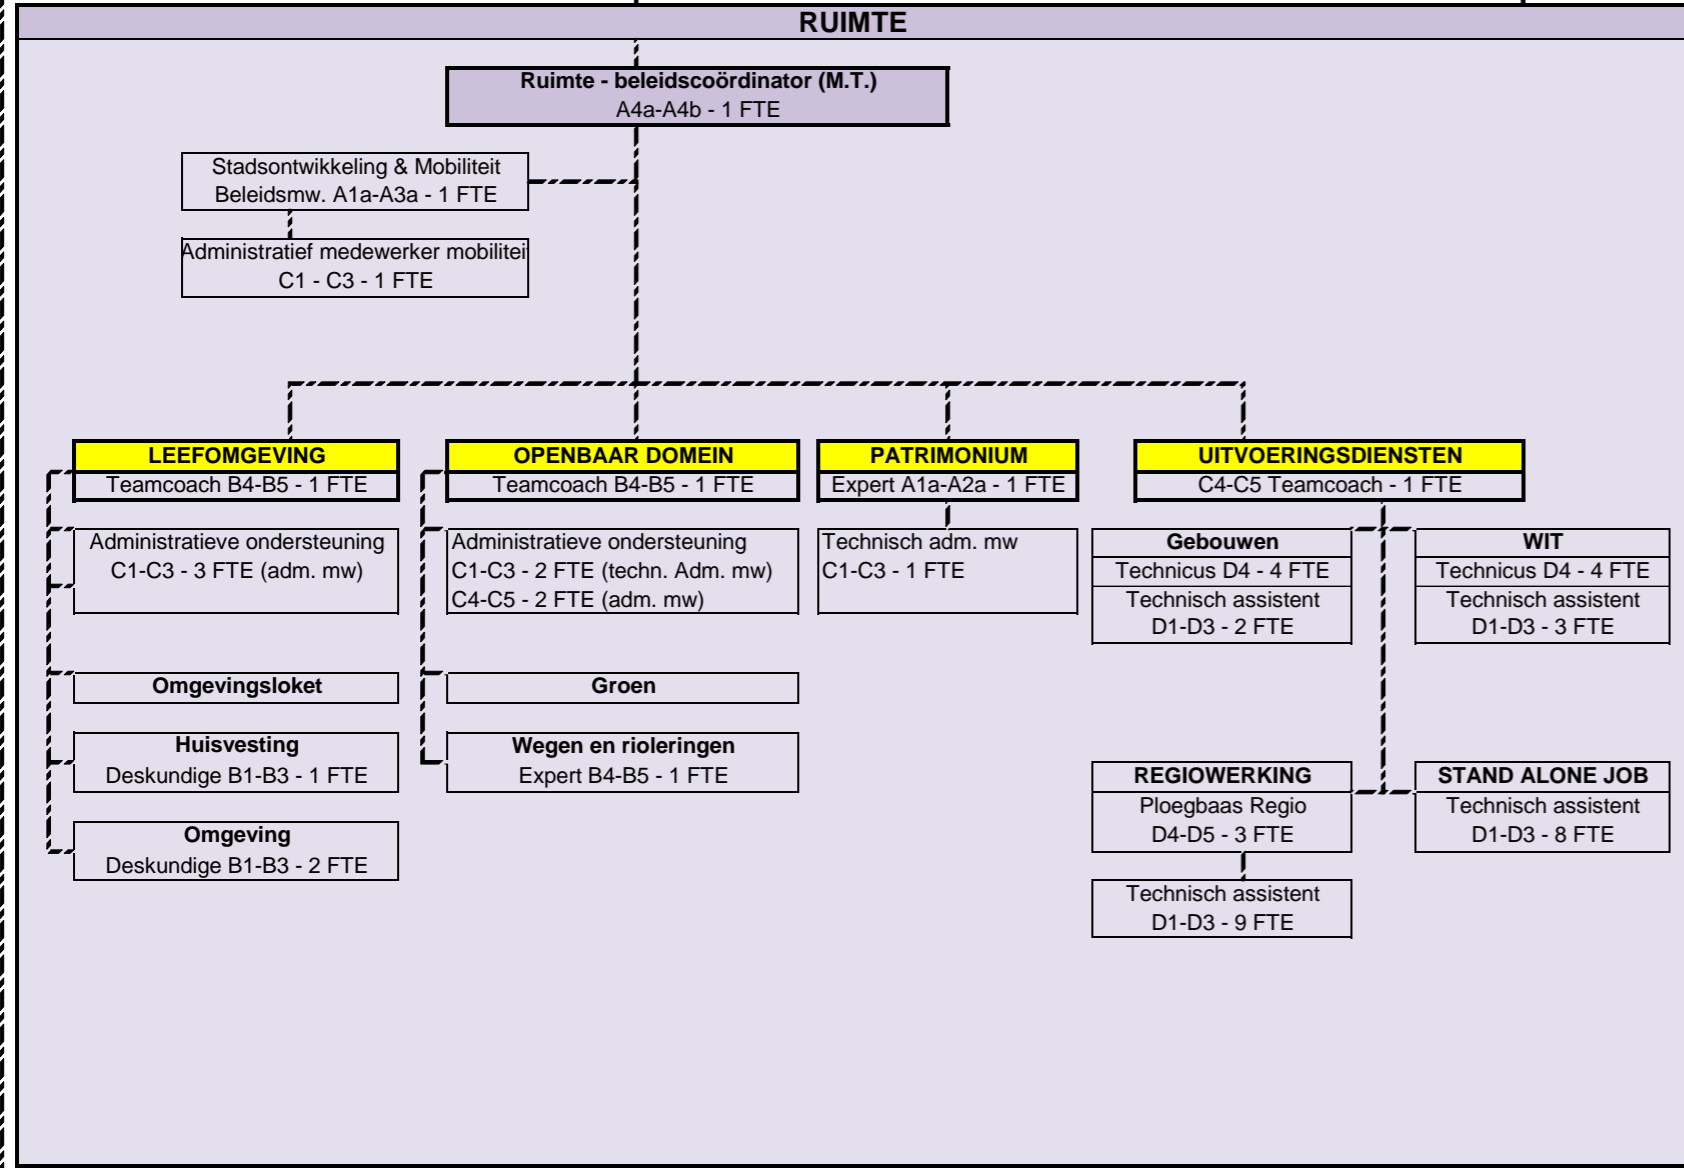 RUIMTE
Ruimte - beleidscoördinator (M.T.)
A4a-A4b - 1 FTE
Stadsontwikkeling & Mobiliteit
Beleidsmw. A1a-A3a - 1 FTE
Administratief medewerker mobilitei
C1 - C3 - 1 FTE
LEEFOMGEVING
Teamcoach B4-B5 - 1 FTE
Administratieve ondersteuning
C1-C3 - 3 FTE (adm. mw)
Omgevingsloket
Huisvesting
Deskundige B1-B3 - 1 FTE
Omgeving
Deskundige B1-B3 - 2 FTE
OPENBAAR DOMEIN
Teamcoach B4-B5 - 1 FTE
Administratieve ondersteuning
C1-C3 - 2 FTE (techn. Adm. mw)
C4-C5 - 2 FTE (adm. mw)
Groen
Wegen en rioleringen
Expert B4-B5 - 1 FTE
PATRIMONIUM
Expert A1a-A2a - 1 FTE
Technisch adm. mw
C1-C3 - 1 FTE
UITVOERINGSDIENSTEN
C4-C5 Teamcoach - 1 FTE
Gebouwen
Technicus D4 - 4 FTE
Technisch assistent
D1-D3 - 2 FTE
WIT
Technicus D4 - 4 FTE
Technisch assistent
D1-D3 - 3 FTE
REGIOWERKING
Ploegbaas Regio
D4-D5 - 3 FTE
Technisch assistent
D1-D3 - 9 FTE
STAND ALONE JOB
Technisch assistent
D1-D3 - 8 FTE